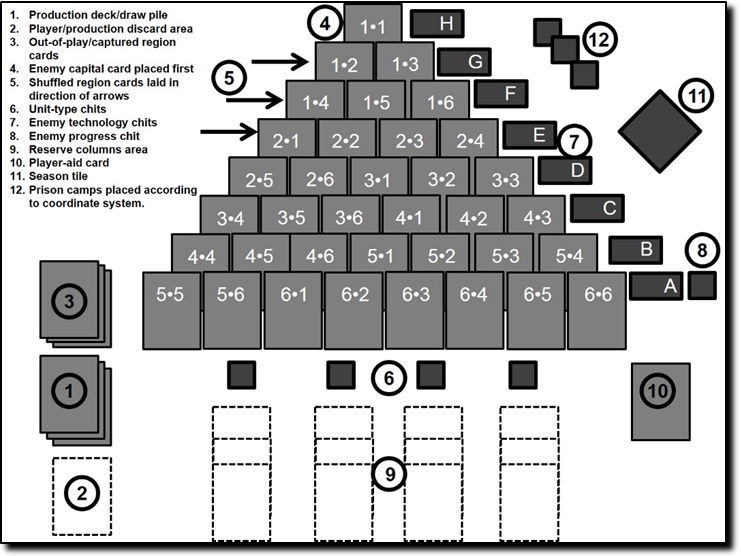 1. Production deck/draw pile
2. Player/production discard area
3. Out-of-play/captured region
cards
4. Enemy capital card placed first
5. Shuffled region cards laid in
direction of arrows
6. Unit-type chits
7. Enemy technology chits
8. Enemy progress chit
9. Reserve columns area
10. Player-aid card
11. Season tile
12. Prison camps placed according
to coordinate system.
4 1•1 H
12
5 1•2 1•3 G
1•4 1•5 1•6 F
11
2•1 2•2 2•3 2•4 E
7
2•5 2•6 3•1 3•2 3•3 D
3•4 3•5 3•6 4•1 4•2 4•3 C
4•4 4•5 4•6 5•1 5•2 5•3 5•4 B
8
5•5 5•6 6•1 6•2 6•3 6•4 6•5 6•6 A
3
6
1 10
9
2